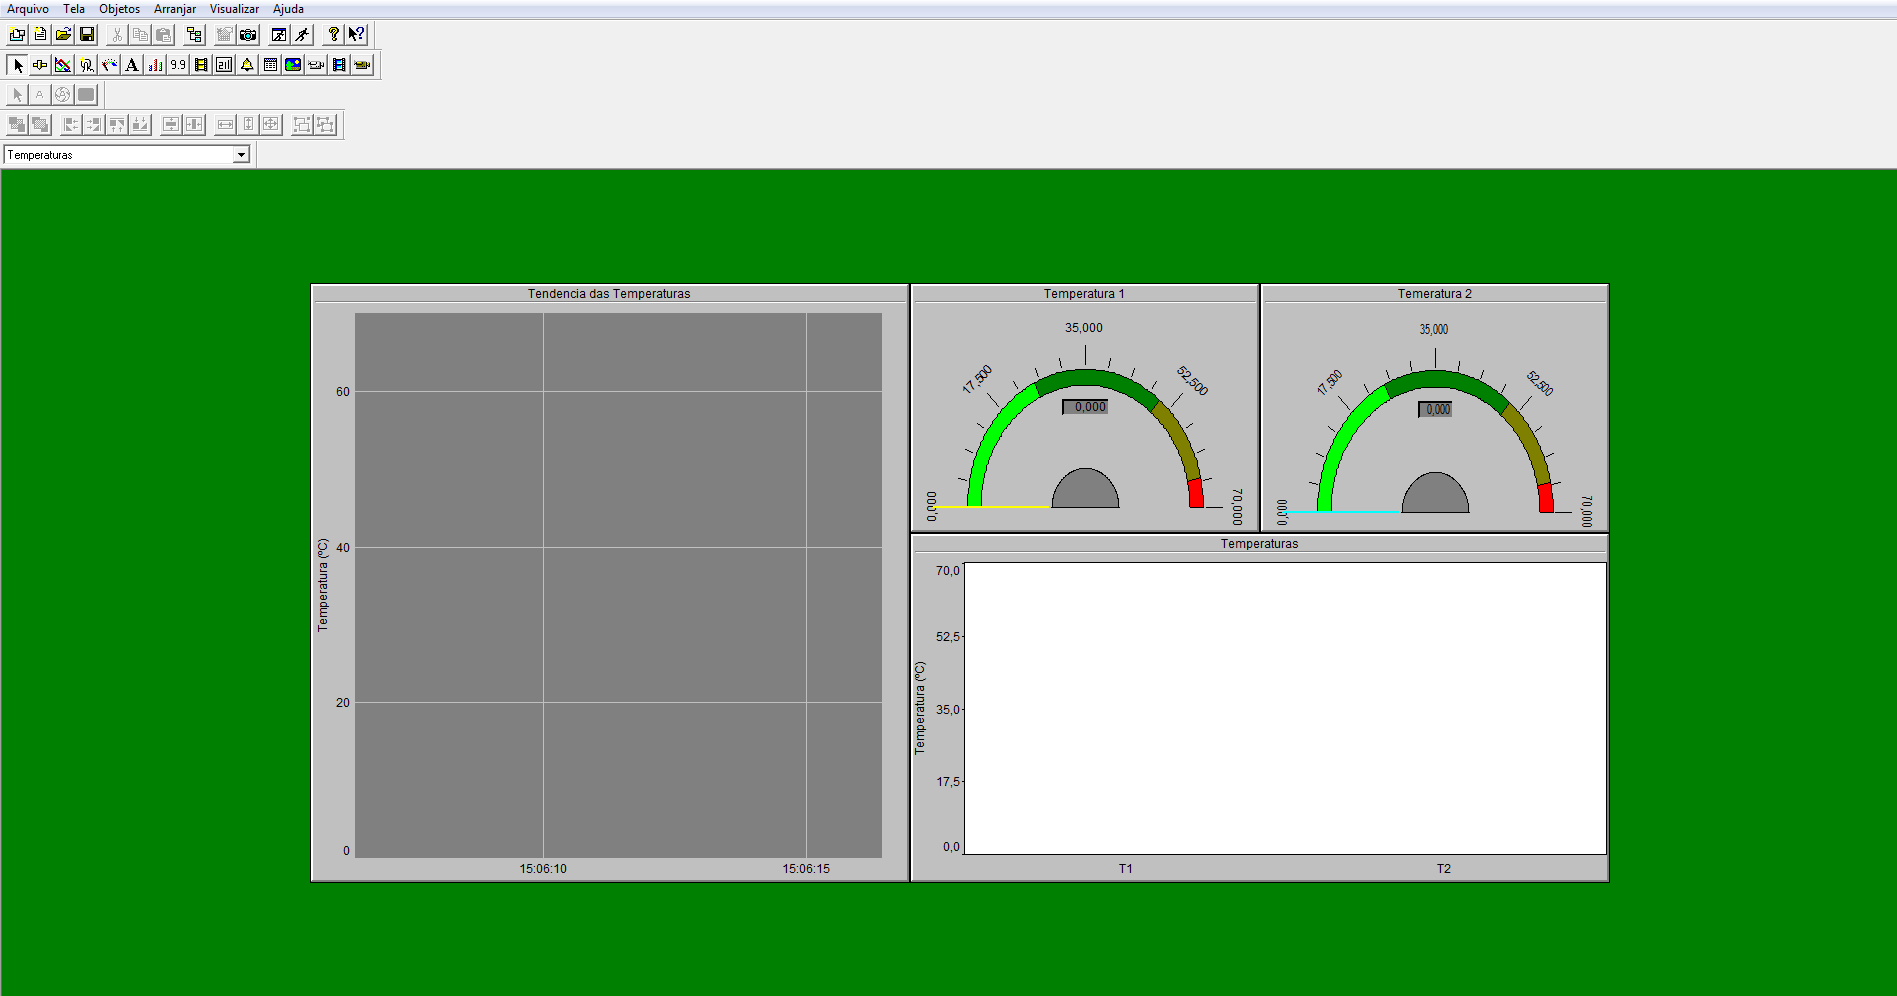 Arquivo Tela Objetos Arranjar Visualizar Ajuda
A 9.9
A
Temperaturas
Tendencia das Temperaturas
Temperatura (ºC)
60
40
20
0
15:06:10 15:06:15
Temperatura 1
0,000
17,500
35,000
52,500
70,000
0,000
Temeratura 2
0,000
17,500
35,000
52,500
70,000
0,000
Temperaturas
Temperatura (ºC)
70,0
52,5
35,0
17,5
0,0
T1 T2